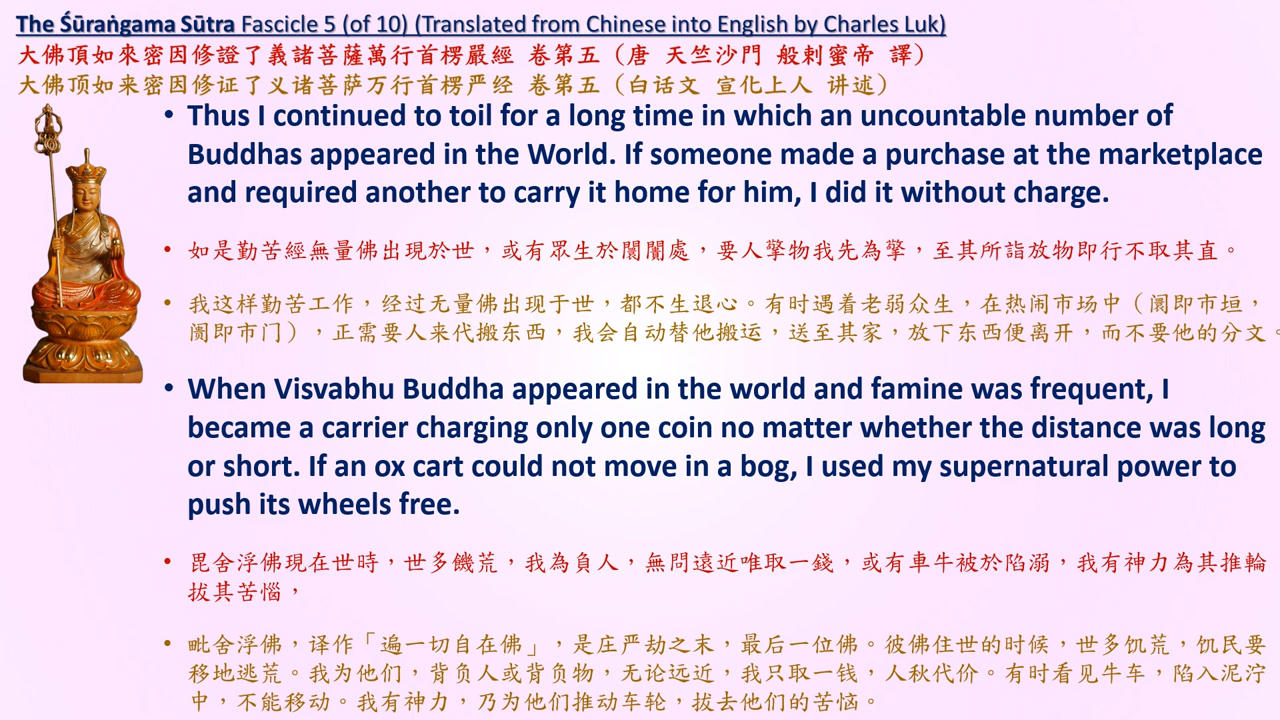 The Śūraṅgama Sūtra Fascicle 5 (of 10) (Translated from Chinese into English by Charles Luk)
大佛頂如來密因修證了義諸菩薩萬行首楞嚴經 卷第五（唐 天竺沙門 般剌蜜帝 譯）
大佛顶如来密因修证了义诸菩萨万行首楞严经 卷第五（白话文 宣化上人 讲述）
• Thus I continued to toil for a long time in which an uncountable number of
Buddhas appeared in the World. If someone made a purchase at the marketplace
and required another to carry it home for him, I did it without charge.
• 如是勤苦經無量佛出現於世，或有眾生於闤闠處，要人擎物我先為擎，至其所詣放物即行不取其直。
• 我这样勤苦工作，经过无量佛出现于世，都不生退心。有时遇着老弱众生，在热闹市场中（阛即市垣，
阓即市门），正需要人来代搬东西，我会自动替他搬运，送至其家，放下东西便离开，而不要他的分文。
• When Visvabhu Buddha appeared in the world and famine was frequent, I
became a carrier charging only one coin no matter whether the distance was long
or short. If an ox cart could not move in a bog, I used my supernatural power to
push its wheels free.
• 毘舍浮佛現在世時，世多饑荒，我為負人，無問遠近唯取一錢，或有車牛被於陷溺，我有神力為其推輪
拔其苦惱，
• 毗舍浮佛，译作「遍一切自在佛」，是庄严劫之末，最后一位佛。彼佛住世的时候，世多饥荒，饥民要
移地逃荒。我为他们，背负人或背负物，无论远近，我只取一钱，人秋代价。有时看见牛车，陷入泥泞
中，不能移动。我有神力，乃为他们推动车轮，拔去他们的苦恼。